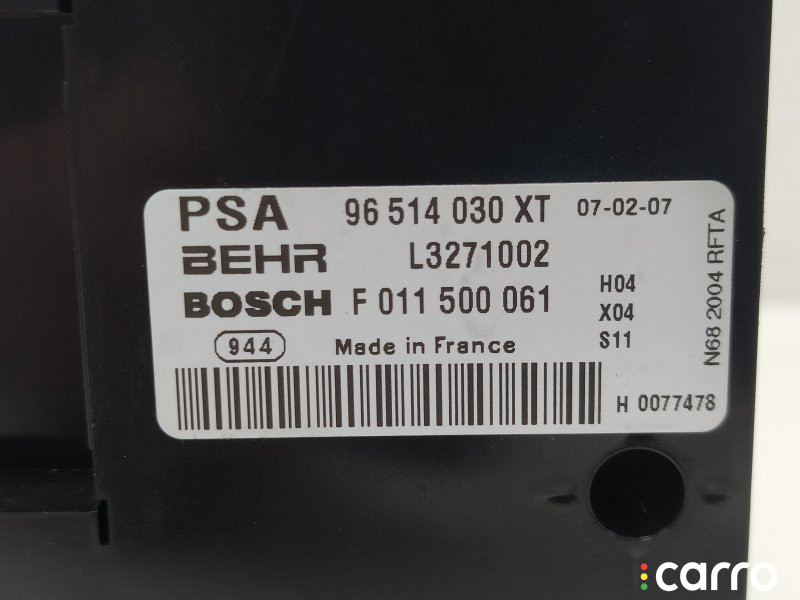 PSA 96 514 030 XT 07-02-07
BEHR L3271002
BOSCH F 011 500 061
H04
X04
S11
944 Made in France
H 0077478
N68 2004 RFTA
carro